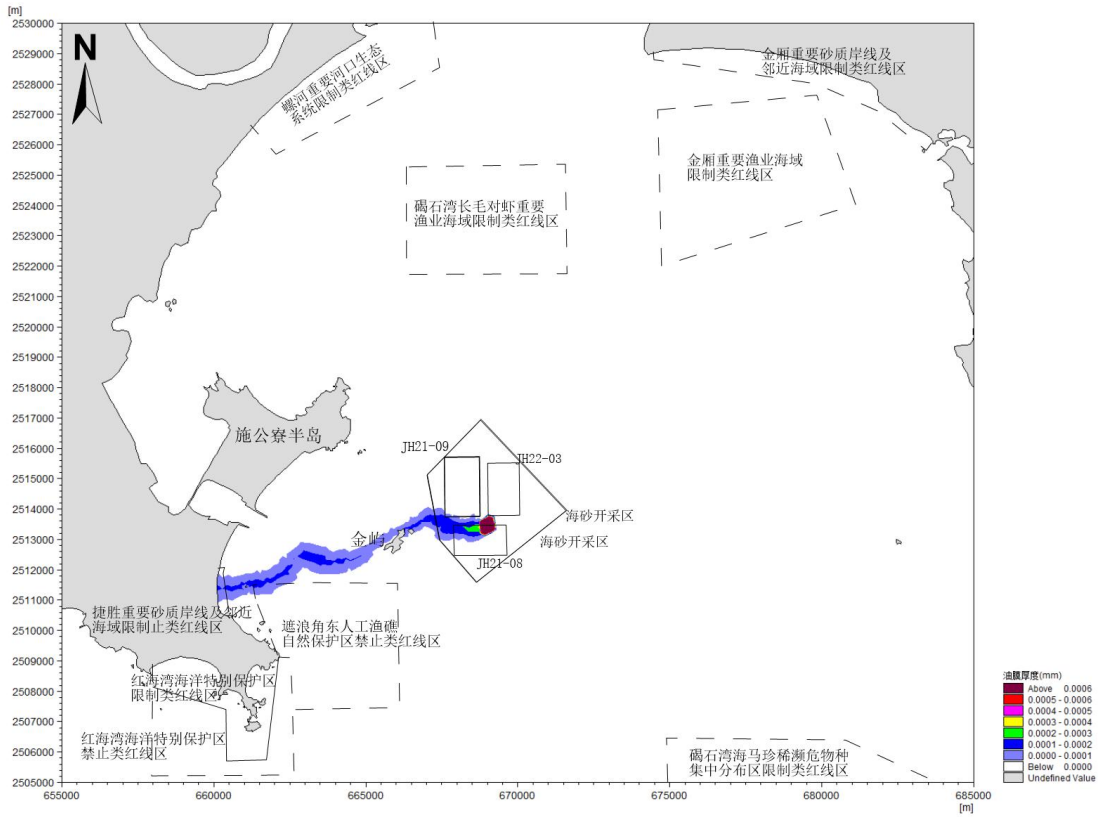 [m]
2530000
2529000
2528000
2527000
2526000
2525000
2524000
2523000
2522000
2521000
2520000
2519000
2518000
2517000
2516000
2515000
2514000
2513000
2512000
2511000
2510000
2509000
2508000
2507000
2506000
2505000
N
螺河重要河口生态
系统限制类红线区
金厢重要砂质岸线及
邻近海域限制类红线区
金厢重要渔业海域
限制类红线区
碣石湾长毛对虾重要
渔业海域限制类红线区
施公寮半岛
JH21-09
JH22-03
海砂开采区
海砂开采区
金屿
JH21-08
捷胜重要砂质岸线及邻近
海域限制止类红线区
遮浪角东人工渔礁
自然保护区禁止类红线区
红海湾海洋特别保护区
限制类红线区
红海湾海洋特别保护区
禁止类红线区
碣石湾海马珍稀濒危物种
集中分布区限制类红线区
油膜厚度(mm)
Above 0.0006
0.0005 - 0.0006
0.0004 - 0.0005
0.0003 - 0.0004
0.0002 - 0.0003
0.0001 - 0.0002
0.0000 - 0.0001
Below 0.0000
Undefined Value
655000 660000 665000 670000 675000 680000 685000
[m]